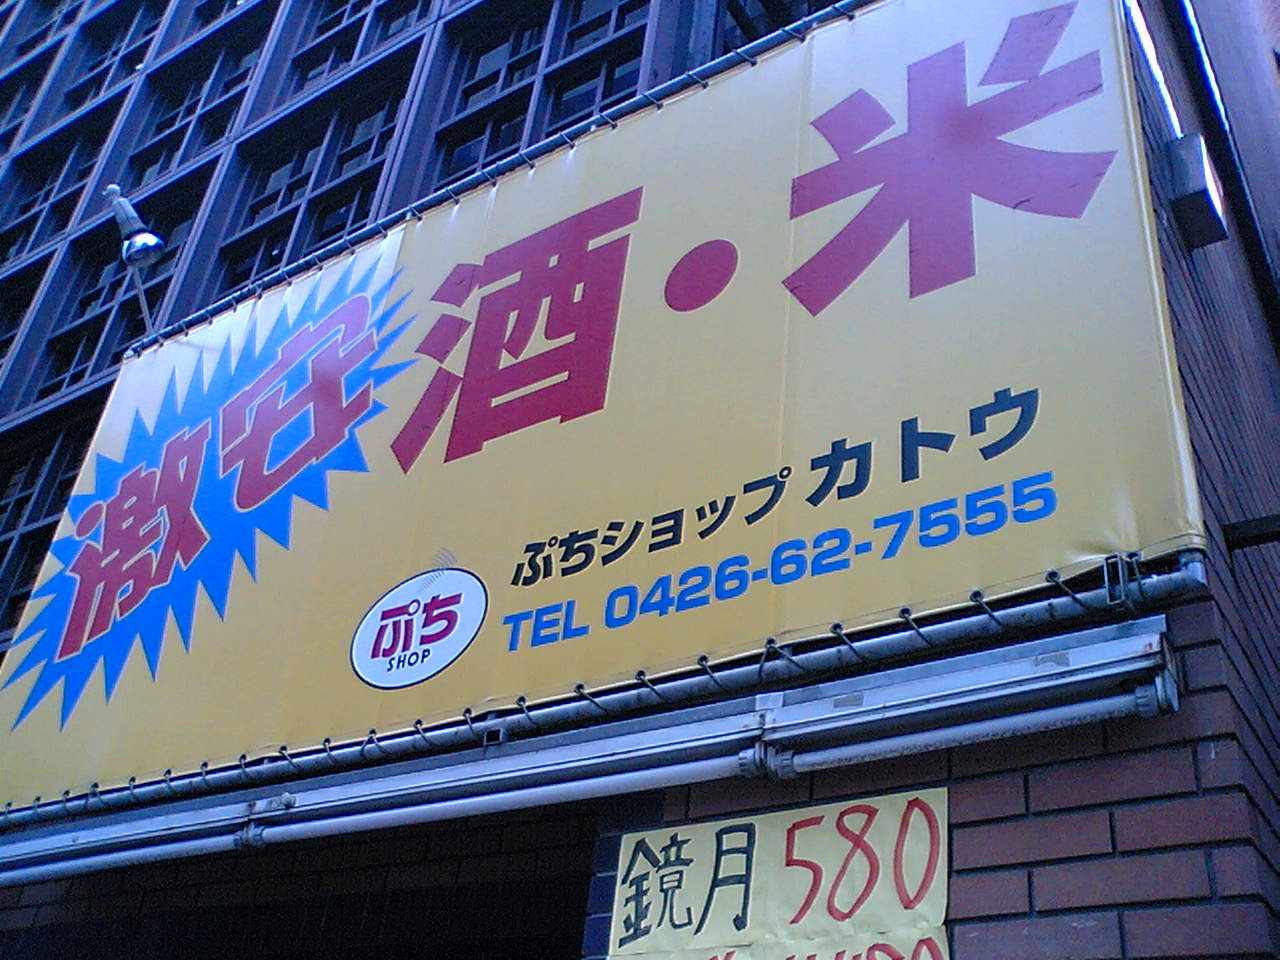 激安 酒・米
ぷちショップ カトウ
TEL 0426-62-7555
ぷち
SHOP
鏡月 580